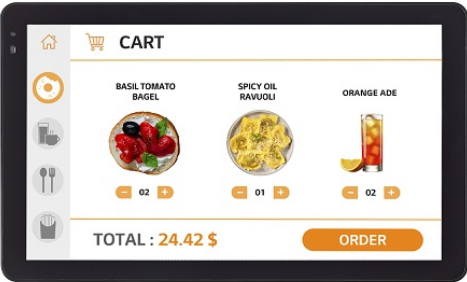 CART
BASIL TOMATO
BAGEL
SPICY OIL
RAVUOLI
ORANGE ADE
- 02 +
- 01 +
- 02 +
TOTAL : 24.42 $
ORDER